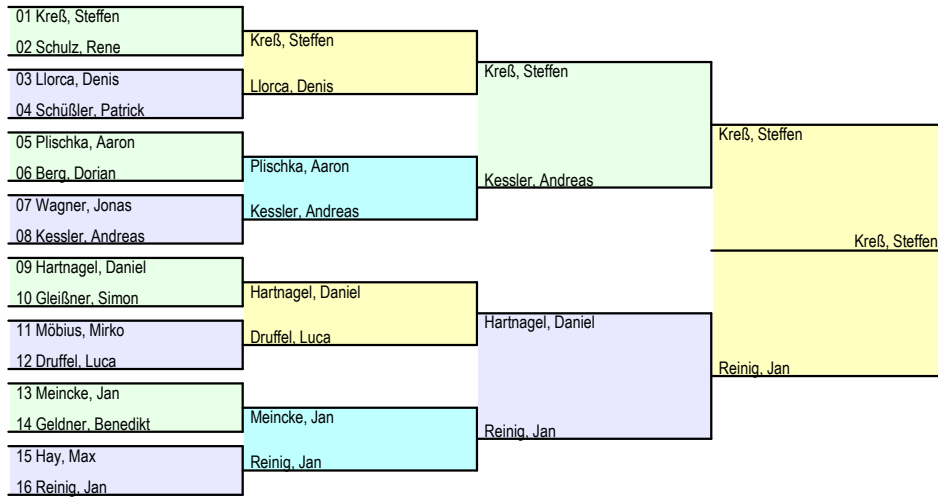 01 Kreß, Steffen
02 Schulz, Rene
03 Llorca, Denis
04 Schüßler, Patrick
05 Plischka, Aaron
06 Berg, Dorian
07 Wagner, Jonas
08 Kessler, Andreas
09 Hartnagel, Daniel
10 Gleißner, Simon
11 Möbius, Mirko
12 Druffel, Luca
13 Meincke, Jan
14 Geldner, Benedikt
15 Hay, Max
16 Reinig, Jan
Kreß, Steffen
Llorca, Denis
Plischka, Aaron
Kessler, Andreas
Hartnagel, Daniel
Druffel, Luca
Meincke, Jan
Reinig, Jan
Kreß, Steffen
Kessler, Andreas
Hartnagel, Daniel
Reinig, Jan
Kreß, Steffen
Reinig, Jan
Kreß, Steffen